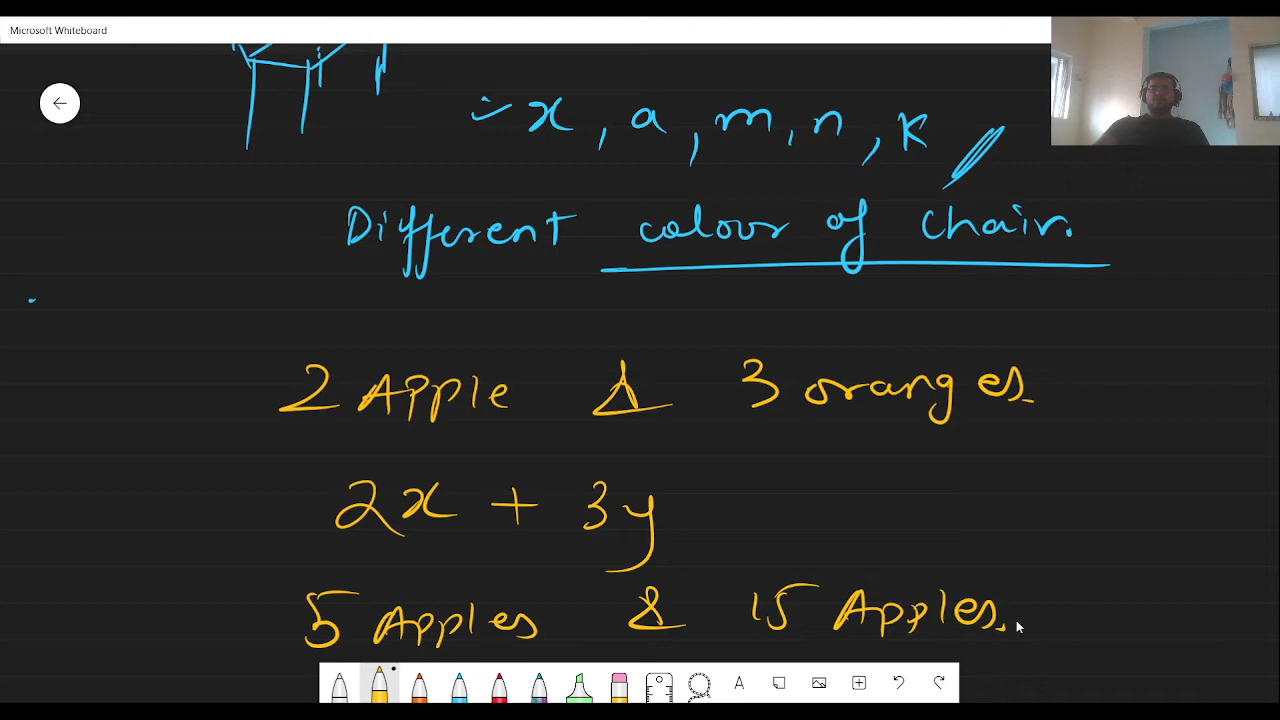 Microsoft Whiteboard
x, a, m, n, K
Different colour of chair.
2 Apple & 3 oranges.
2x + 3y
5 Apples & 15 Apples.
A